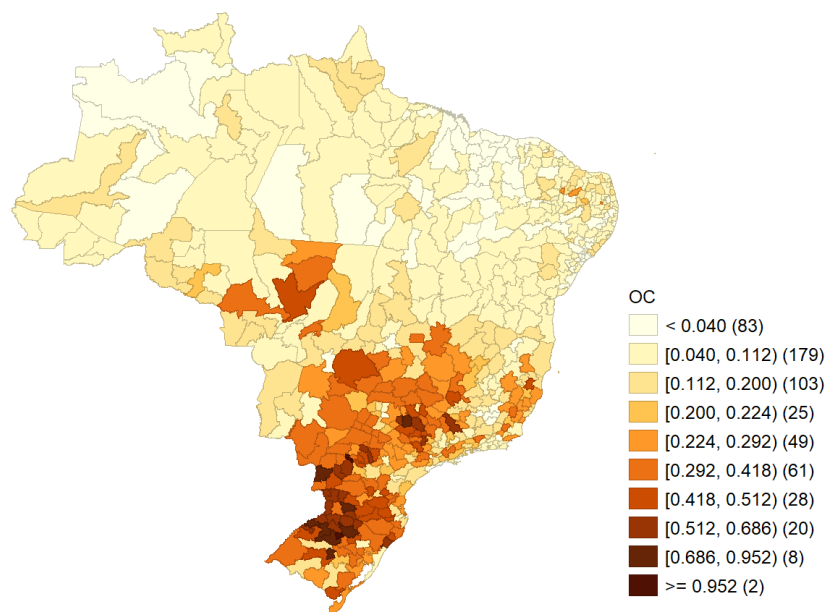 OC
< 0.040 (83)
[0.040, 0.112) (179)
[0.112, 0.200) (103)
[0.200, 0.224) (25)
[0.224, 0.292) (49)
[0.292, 0.418) (61)
[0.418, 0.512) (28)
[0.512, 0.686) (20)
[0.686, 0.952) (8)
>= 0.952 (2)